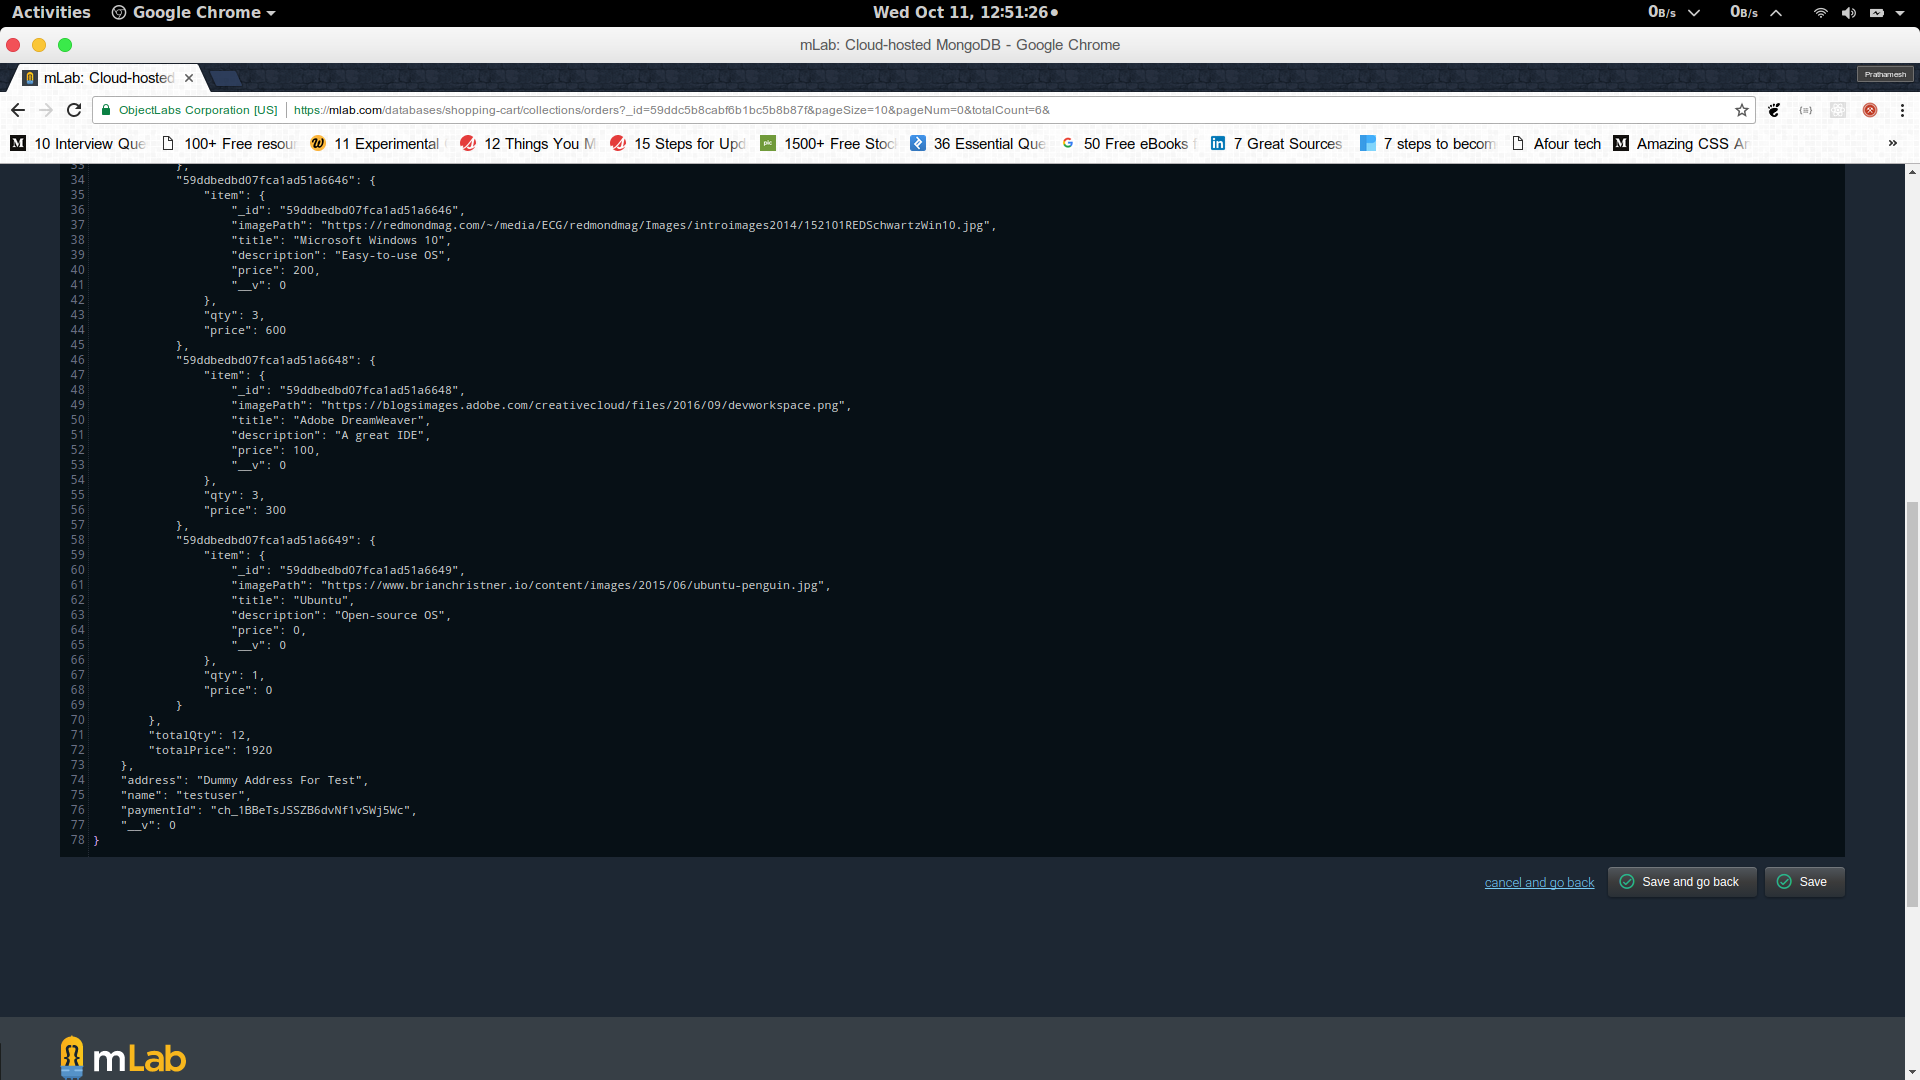 Activities Google Chrome Wed Oct 11, 12:51:26 0B/s 0B/s
mLab: Cloud-hosted MongoDB - Google Chrome
mLab: Cloud-hosted Prathamesh
ObjectLabs Corporation [US] https://mlab.com/databases/shopping-cart/collections/orders?_id=59ddc5b8cabf6b1bc5b8b87f&pageSize=10&pageNum=0&totalCount=6&
10 Interview Que 100+ Free resour 11 Experimental 12 Things You M 15 Steps for Upd 1500+ Free Stoc 36 Essential Que 50 Free eBooks f 7 Great Sources 7 steps to becom Afour tech Amazing CSS An »
33 },
34 "59ddbedbd07fca1ad51a6646": {
35 "item": {
36 "_id": "59ddbedbd07fca1ad51a6646",
37 "imagePath": "https://redmondmag.com/~/media/ECG/redmondmag/Images/introimages2014/152101REDSchwartzWin10.jpg",
38 "title": "Microsoft Windows 10",
39 "description": "Easy-to-use OS",
40 "price": 200,
41 "__v": 0
42 },
43 "qty": 3,
44 "price": 600
45 },
46 "59ddbedbd07fca1ad51a6648": {
47 "item": {
48 "_id": "59ddbedbd07fca1ad51a6648",
49 "imagePath": "https://blogsimages.adobe.com/creativecloud/files/2016/09/devworkspace.png",
50 "title": "Adobe DreamWeaver",
51 "description": "A great IDE",
52 "price": 100,
53 "__v": 0
54 },
55 "qty": 3,
56 "price": 300
57 },
58 "59ddbedbd07fca1ad51a6649": {
59 "item": {
60 "_id": "59ddbedbd07fca1ad51a6649",
61 "imagePath": "https://www.brianchristner.io/content/images/2015/06/ubuntu-penguin.jpg",
62 "title": "Ubuntu",
63 "description": "Open-source OS",
64 "price": 0,
65 "__v": 0
66 },
67 "qty": 1,
68 "price": 0
69 }
70 },
71 "totalQty": 12,
72 "totalPrice": 1920
73 },
74 "address": "Dummy Address For Test",
75 "name": "testuser",
76 "paymentId": "ch_1BBeTsJSSZB6dvNf1vSWj5Wc",
77 "__v": 0
78 }
cancel and go back Save and go back Save
mLab